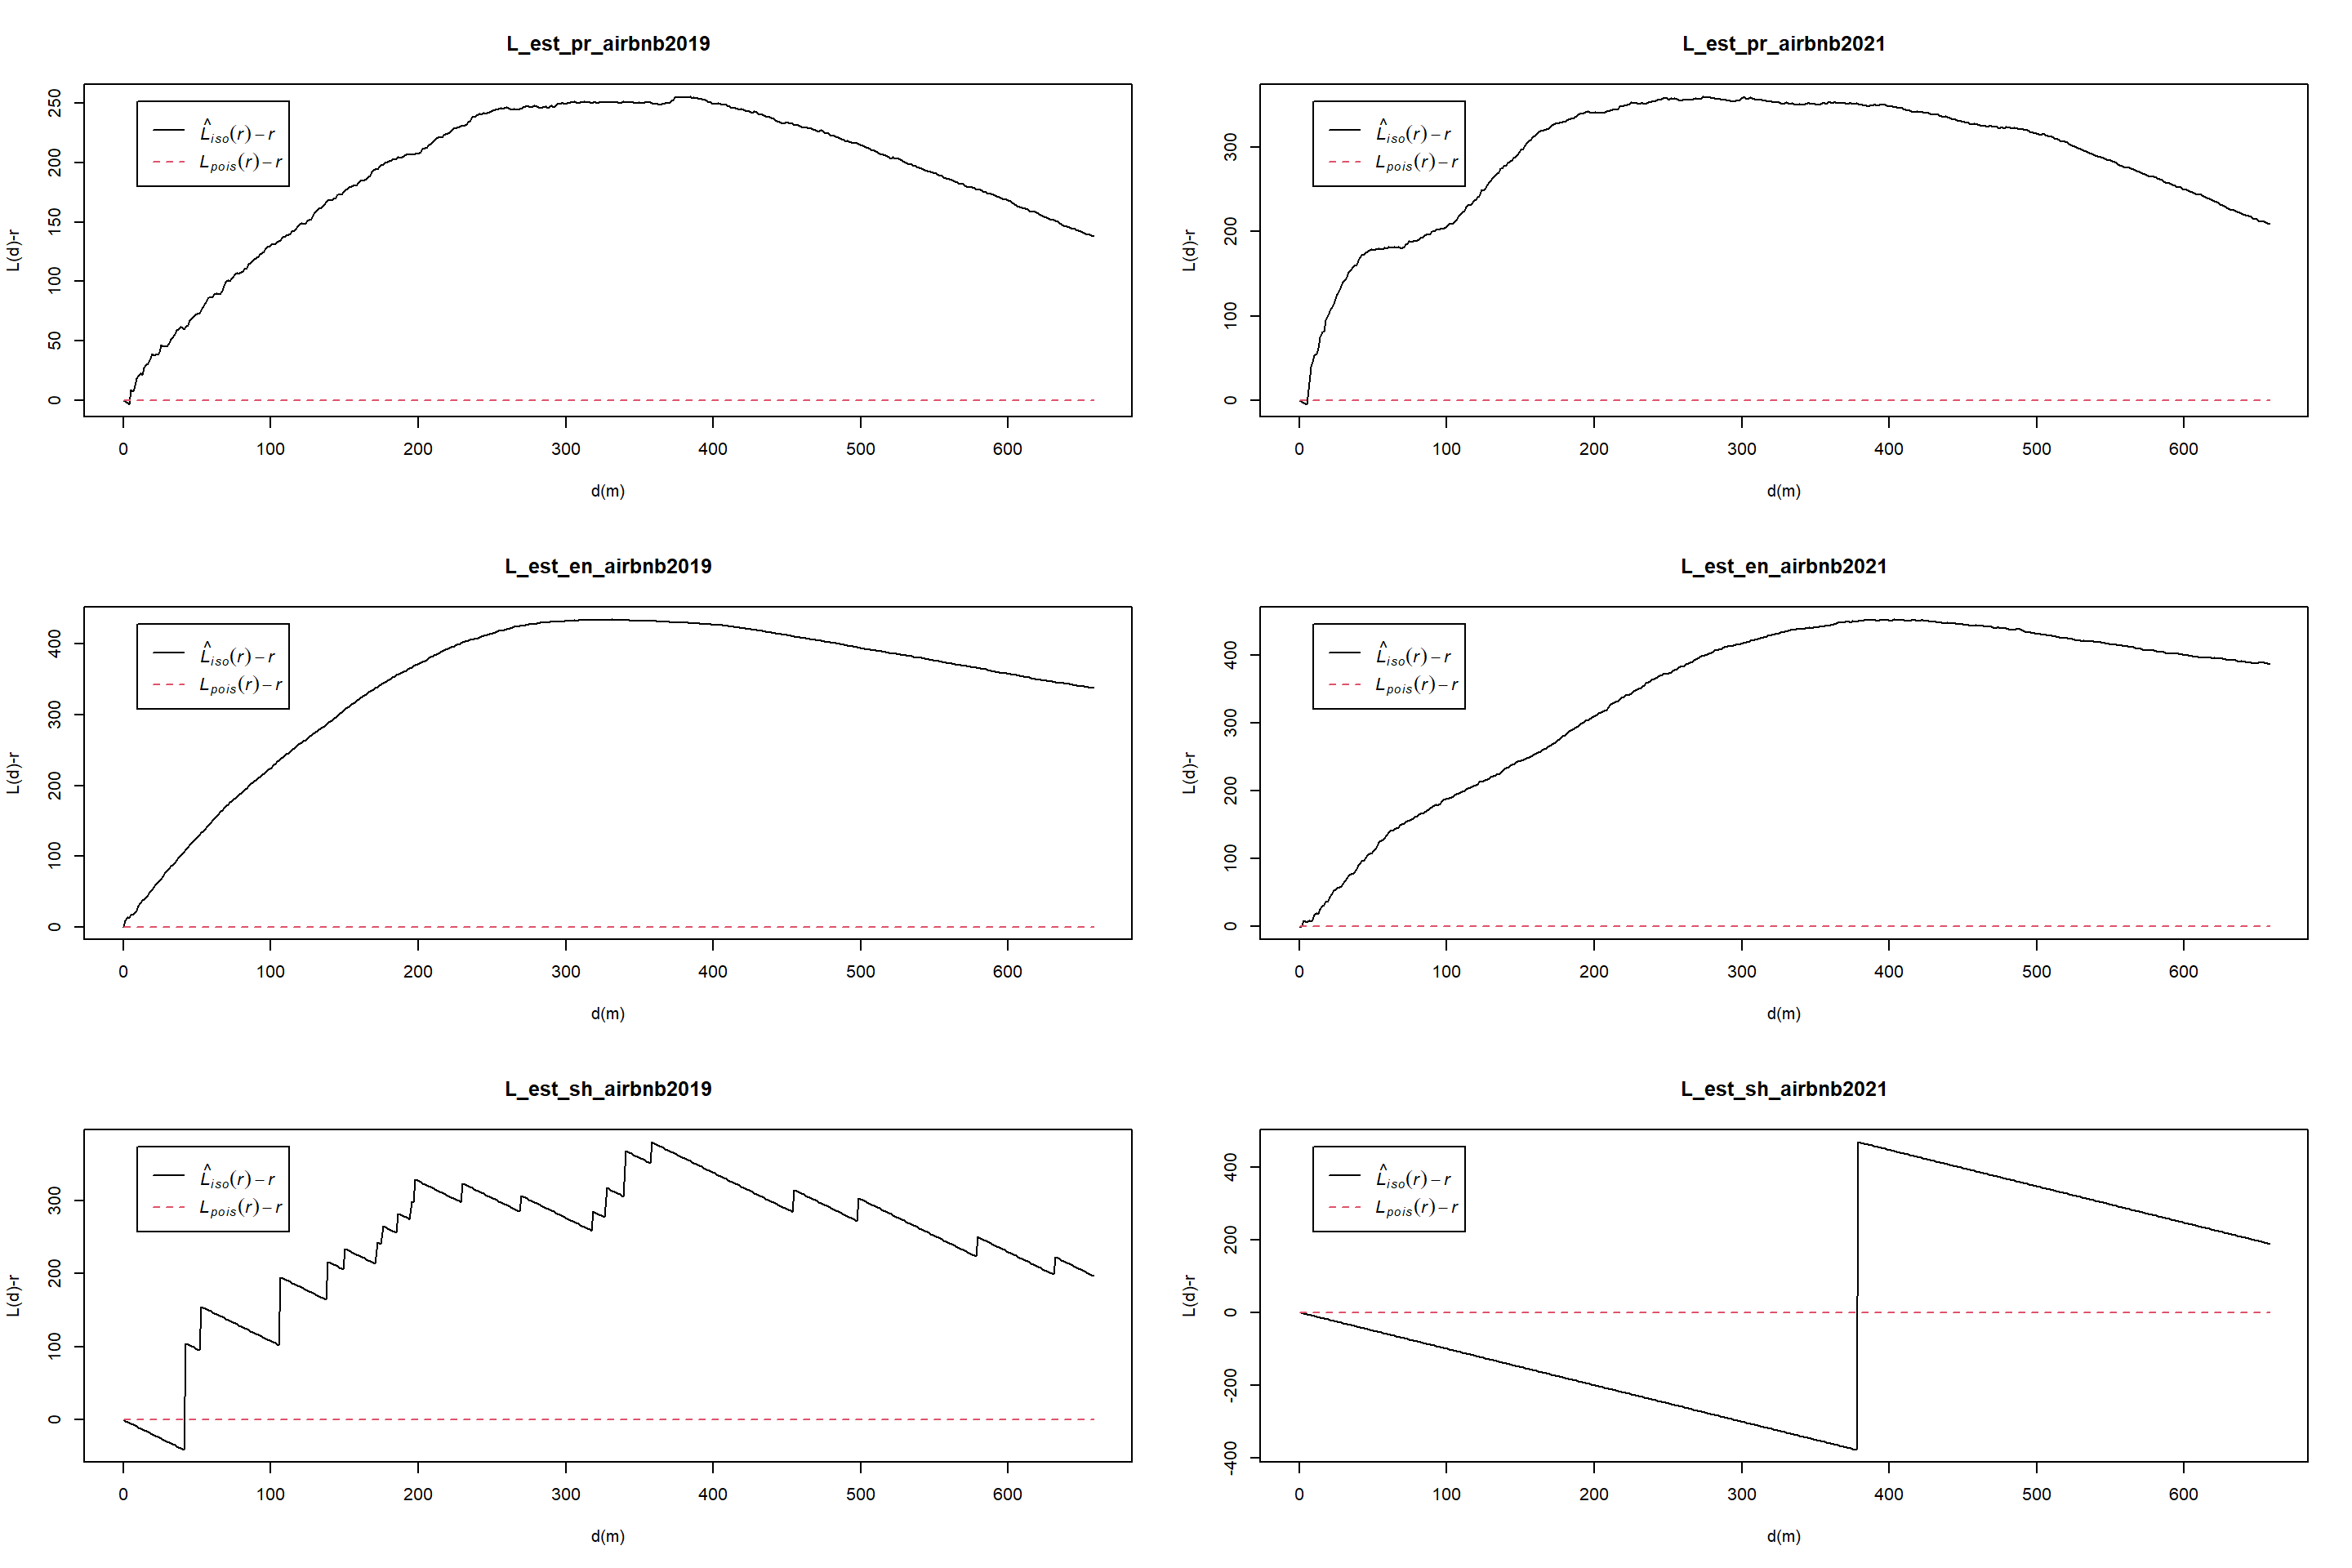 L_est_pr_airbnb2019
L(d)-r
250
200
150
100
50
0
L̂iso(r) − r
Lpois(r) − r
0 100 200 300 400 500 600
d(m)
L_est_pr_airbnb2021
L(d)-r
300
200
100
0
L̂iso(r) − r
Lpois(r) − r
0 100 200 300 400 500 600
d(m)
L_est_en_airbnb2019
L(d)-r
400
300
200
100
0
L̂iso(r) − r
Lpois(r) − r
0 100 200 300 400 500 600
d(m)
L_est_en_airbnb2021
L(d)-r
400
300
200
100
0
L̂iso(r) − r
Lpois(r) − r
0 100 200 300 400 500 600
d(m)
L_est_sh_airbnb2019
L(d)-r
300
200
100
0
L̂iso(r) − r
Lpois(r) − r
0 100 200 300 400 500 600
d(m)
L_est_sh_airbnb2021
L(d)-r
400
200
0
-200
-400
L̂iso(r) − r
Lpois(r) − r
0 100 200 300 400 500 600
d(m)